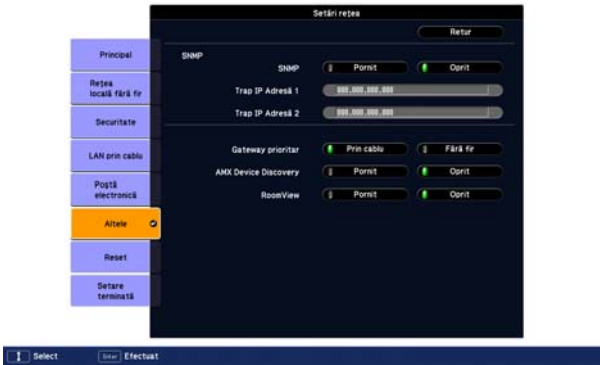 Setări rețea
Retur
Principal
Rețea
locală fără fir
Securitate
LAN prin cablu
Poștă
electronică
Altele
Reset
Setare
terminată
SNMP
SNMP Pornit Oprit
Trap IP Adresă 1 000.000.000.000
Trap IP Adresă 2 000.000.000.000
Gateway prioritar Prin cablu Fără fir
AMX Device Discovery Pornit Oprit
RoomView Pornit Oprit
Select Enter Efectuat